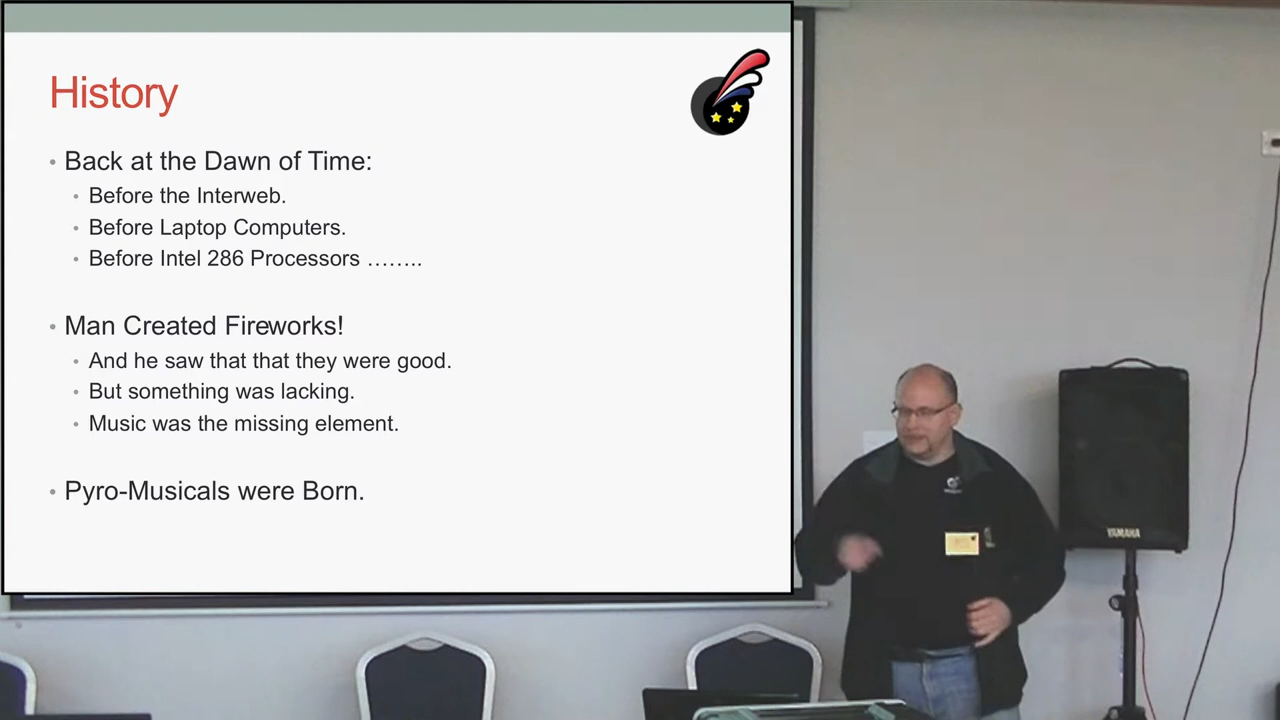 History
• Back at the Dawn of Time:
• Before the Interweb.
• Before Laptop Computers.
• Before Intel 286 Processors ……..
• Man Created Fireworks!
• And he saw that that they were good.
• But something was lacking.
• Music was the missing element.
• Pyro-Musicals were Born.
YAMAHA